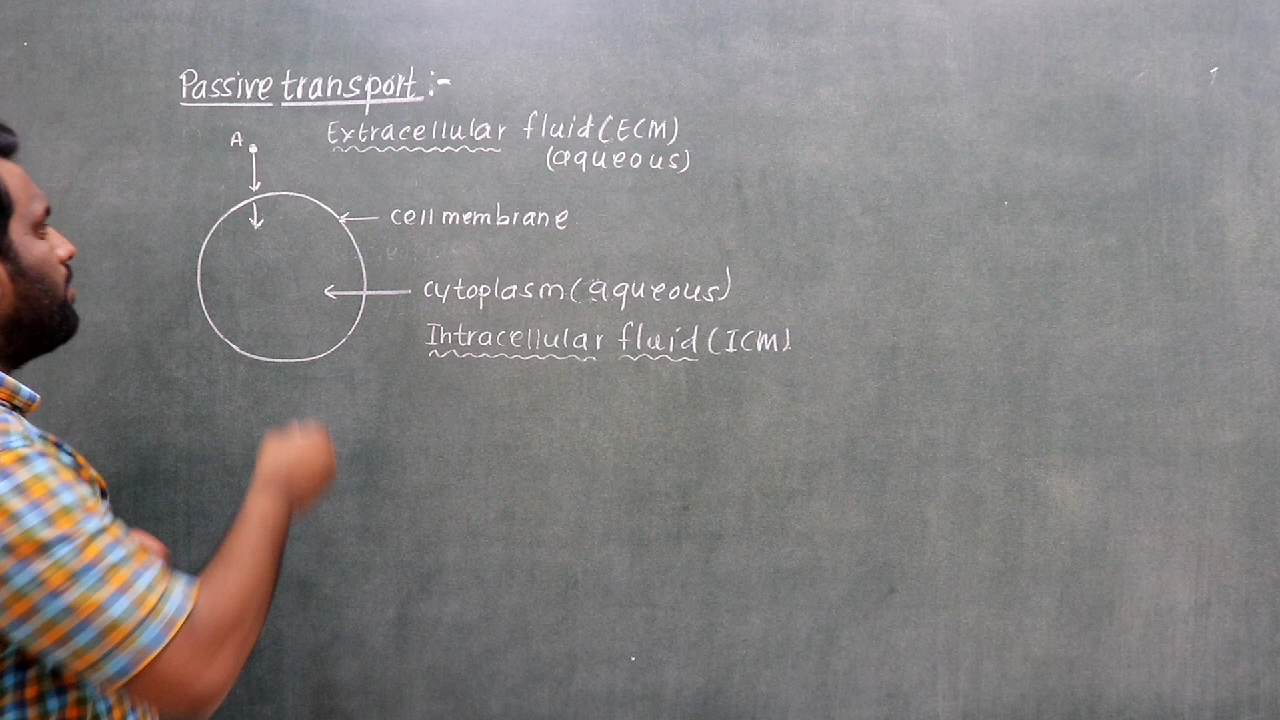 Passive transport :-
A
Extracellular fluid (ECM)
(aqueous)
cell membrane
cytoplasm (aqueous)
Intracellular fluid (ICM)